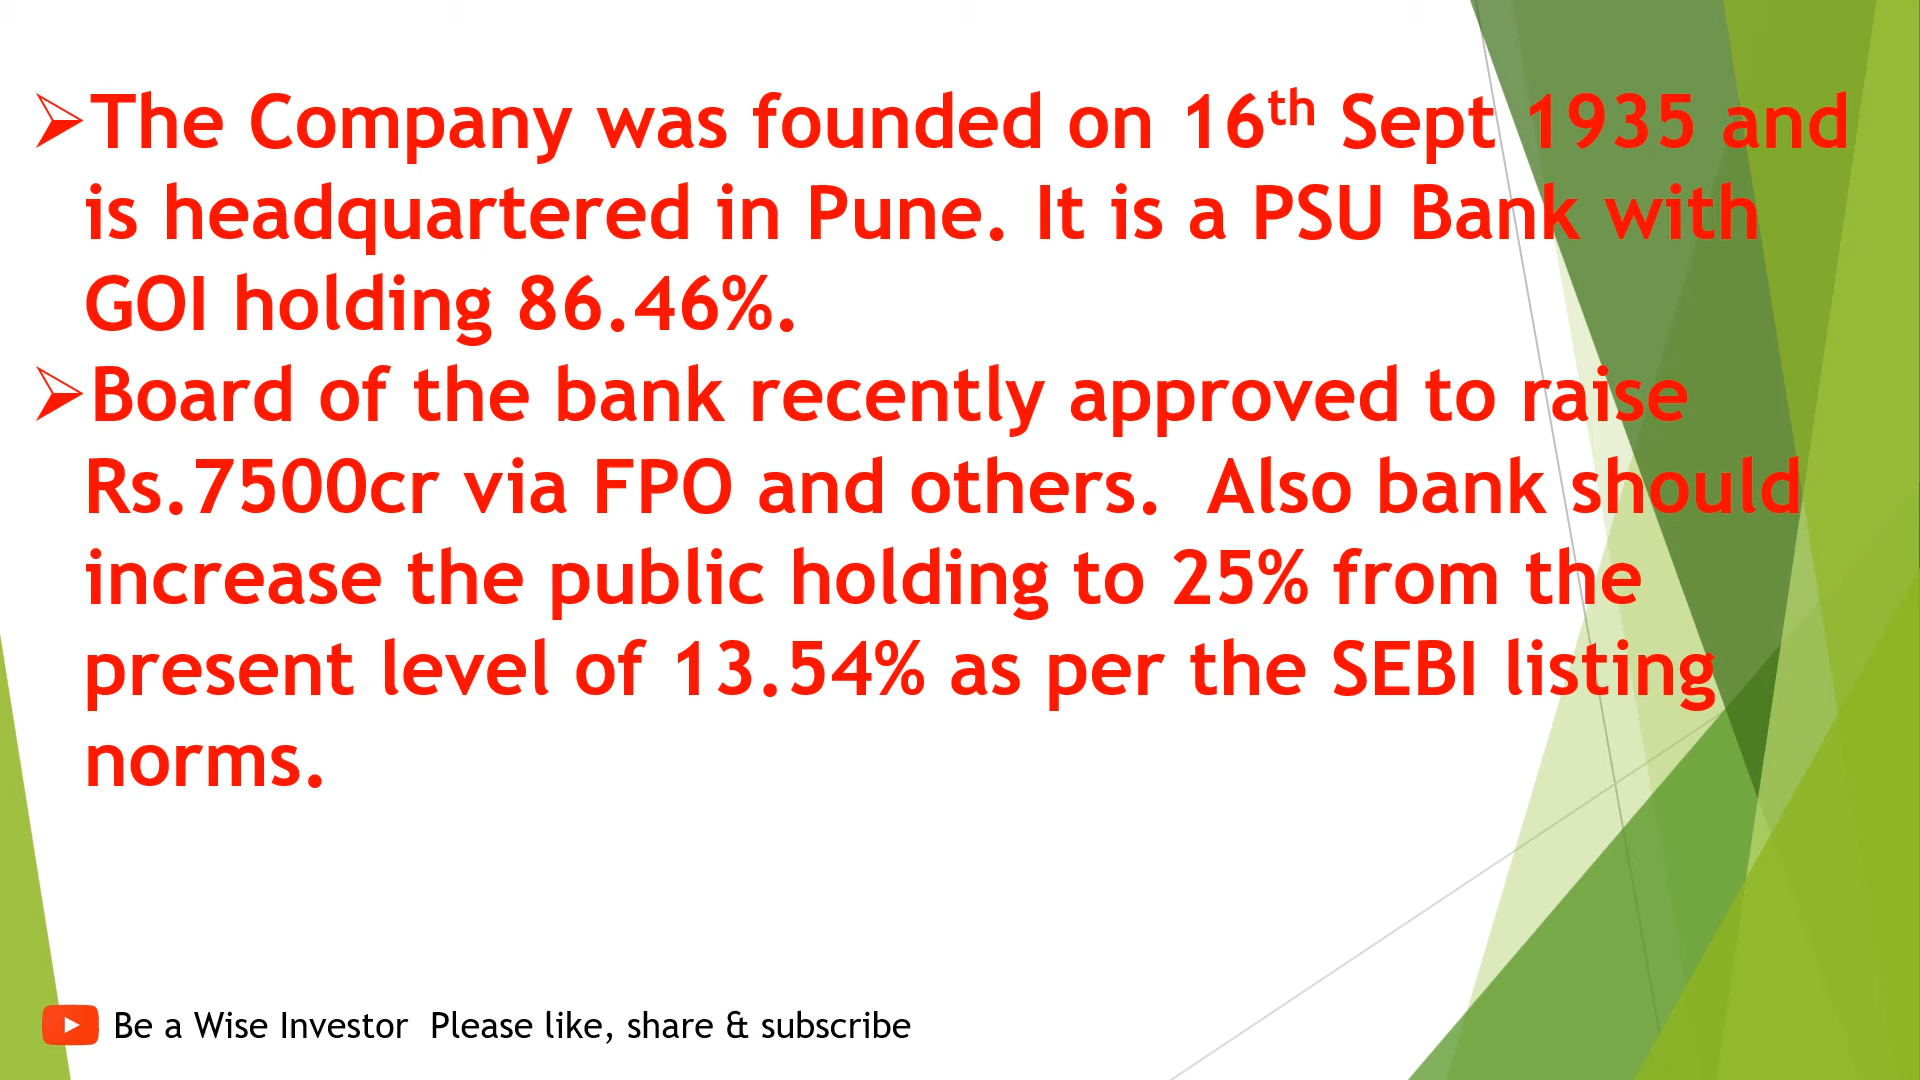 ➢The Company was founded on 16th Sept 1935 and
is headquartered in Pune. It is a PSU Bank with
GOI holding 86.46%.
➢Board of the bank recently approved to raise
Rs.7500cr via FPO and others.  Also bank should
increase the public holding to 25% from the
present level of 13.54% as per the SEBI listing
norms.
Be a Wise Investor  Please like, share & subscribe